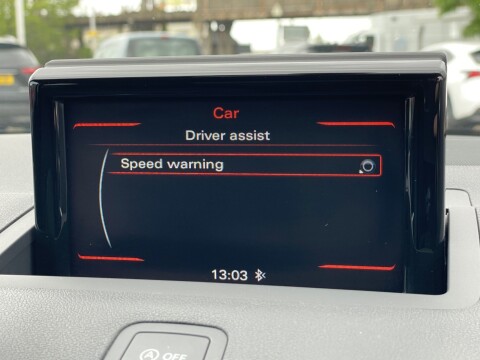 Car
Driver assist
Speed warning
13:03
A OFF